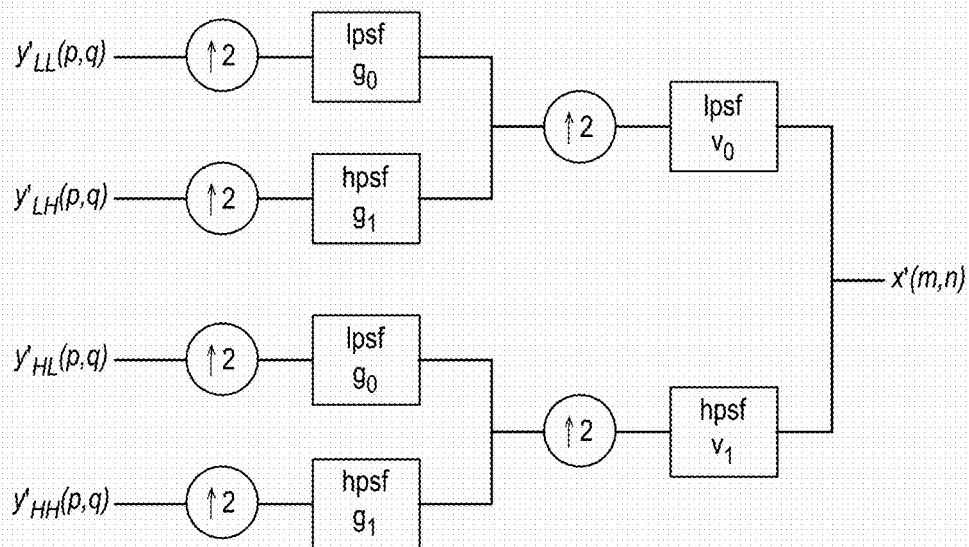 y'LL(p,q)
↑2
lpsf
g0
y'LH(p,q)
↑2
hpsf
g1
↑2
lpsf
v0
x'(m,n)
y'HL(p,q)
↑2
lpsf
g0
y'HH(p,q)
↑2
hpsf
g1
↑2
hpsf
v1